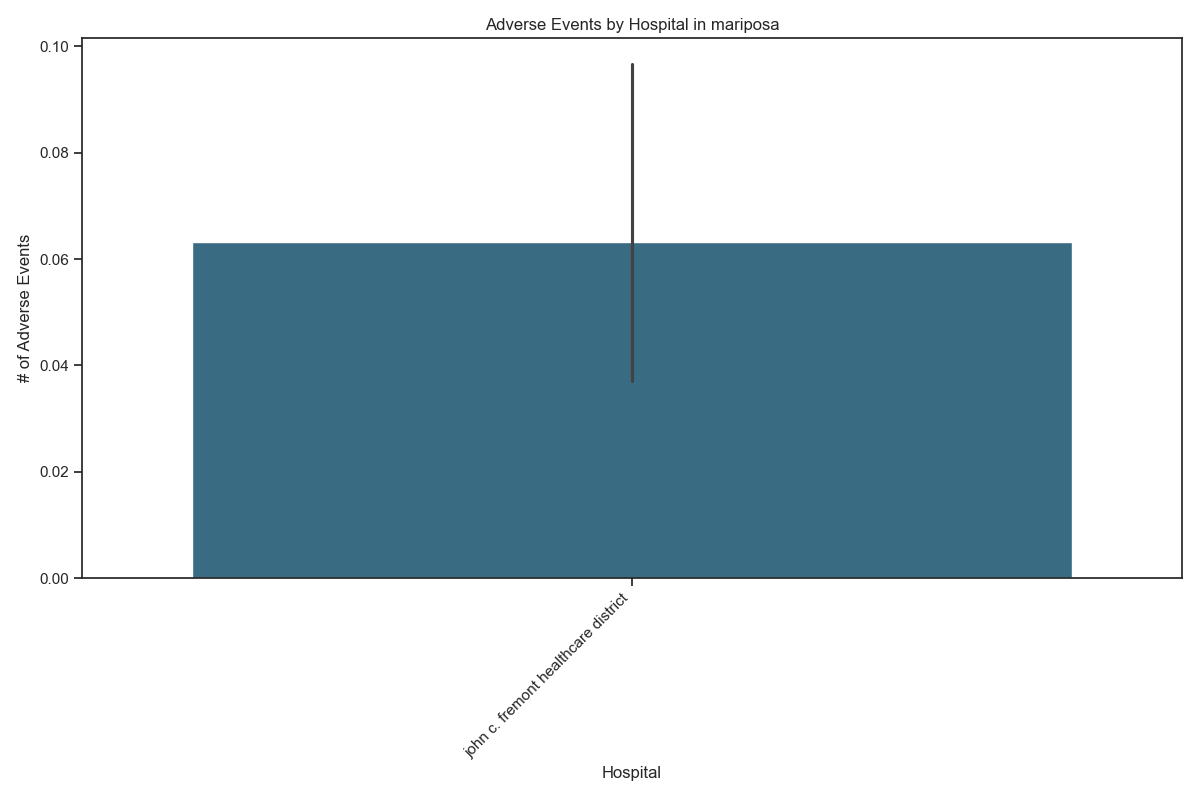 Adverse Events by Hospital in mariposa
0.10
0.08
0.06
0.04
0.02
0.00
# of Adverse Events
john c. fremont healthcare district
Hospital